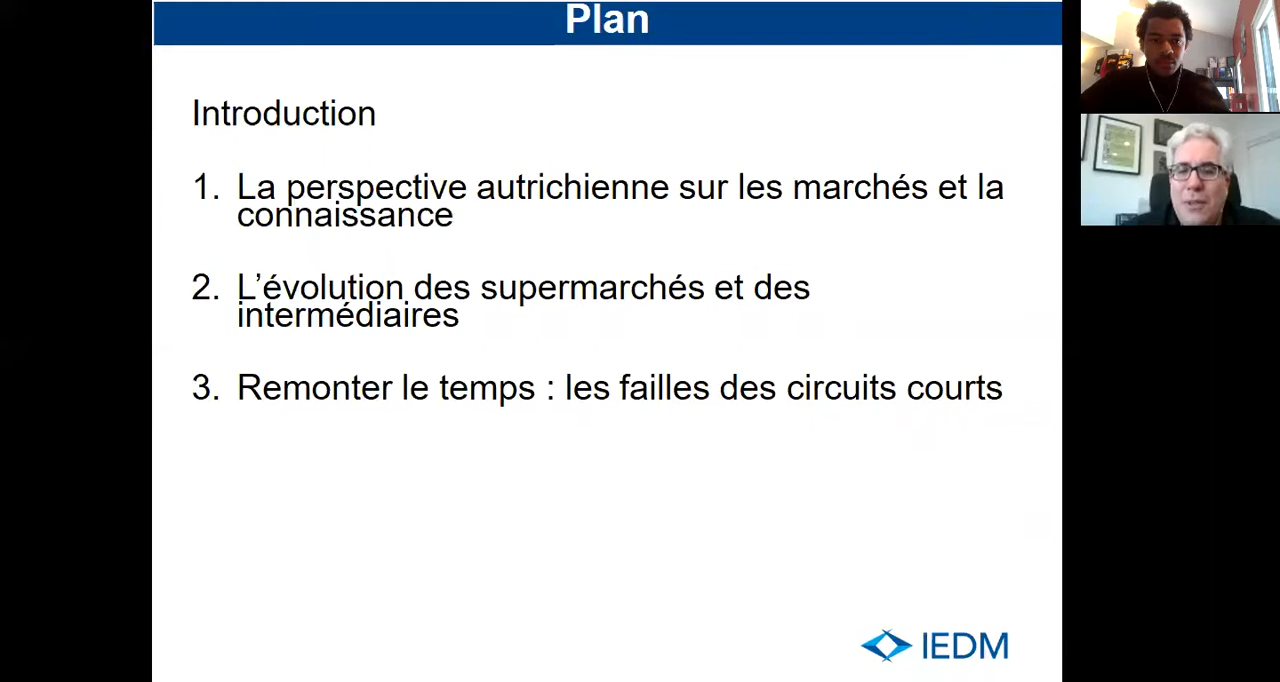 Plan
Introduction
1. La perspective autrichienne sur les marchés et la
connaissance
2. L’évolution des supermarchés et des
intermédiaires
3. Remonter le temps : les failles des circuits courts
IEDM